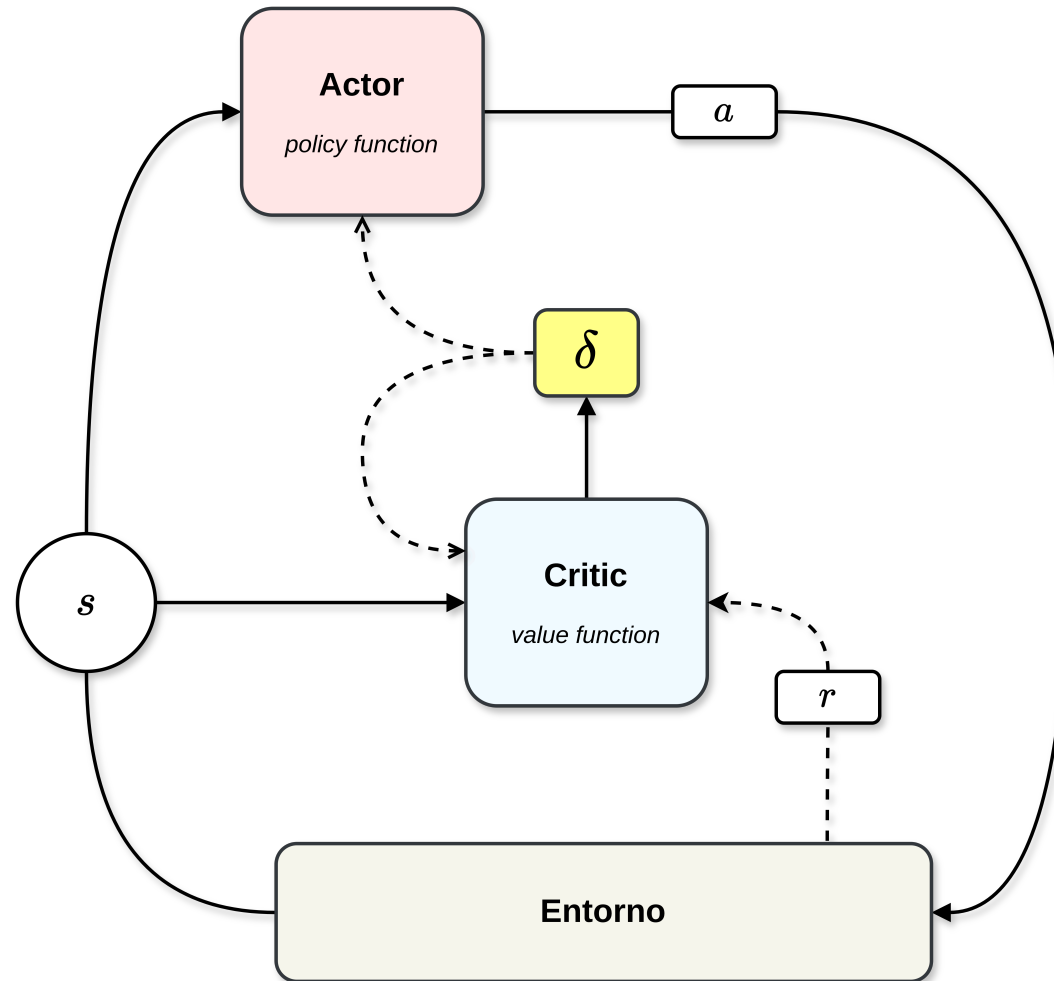 Actor
policy function
a
δ
s
Critic
value function
r
Entorno